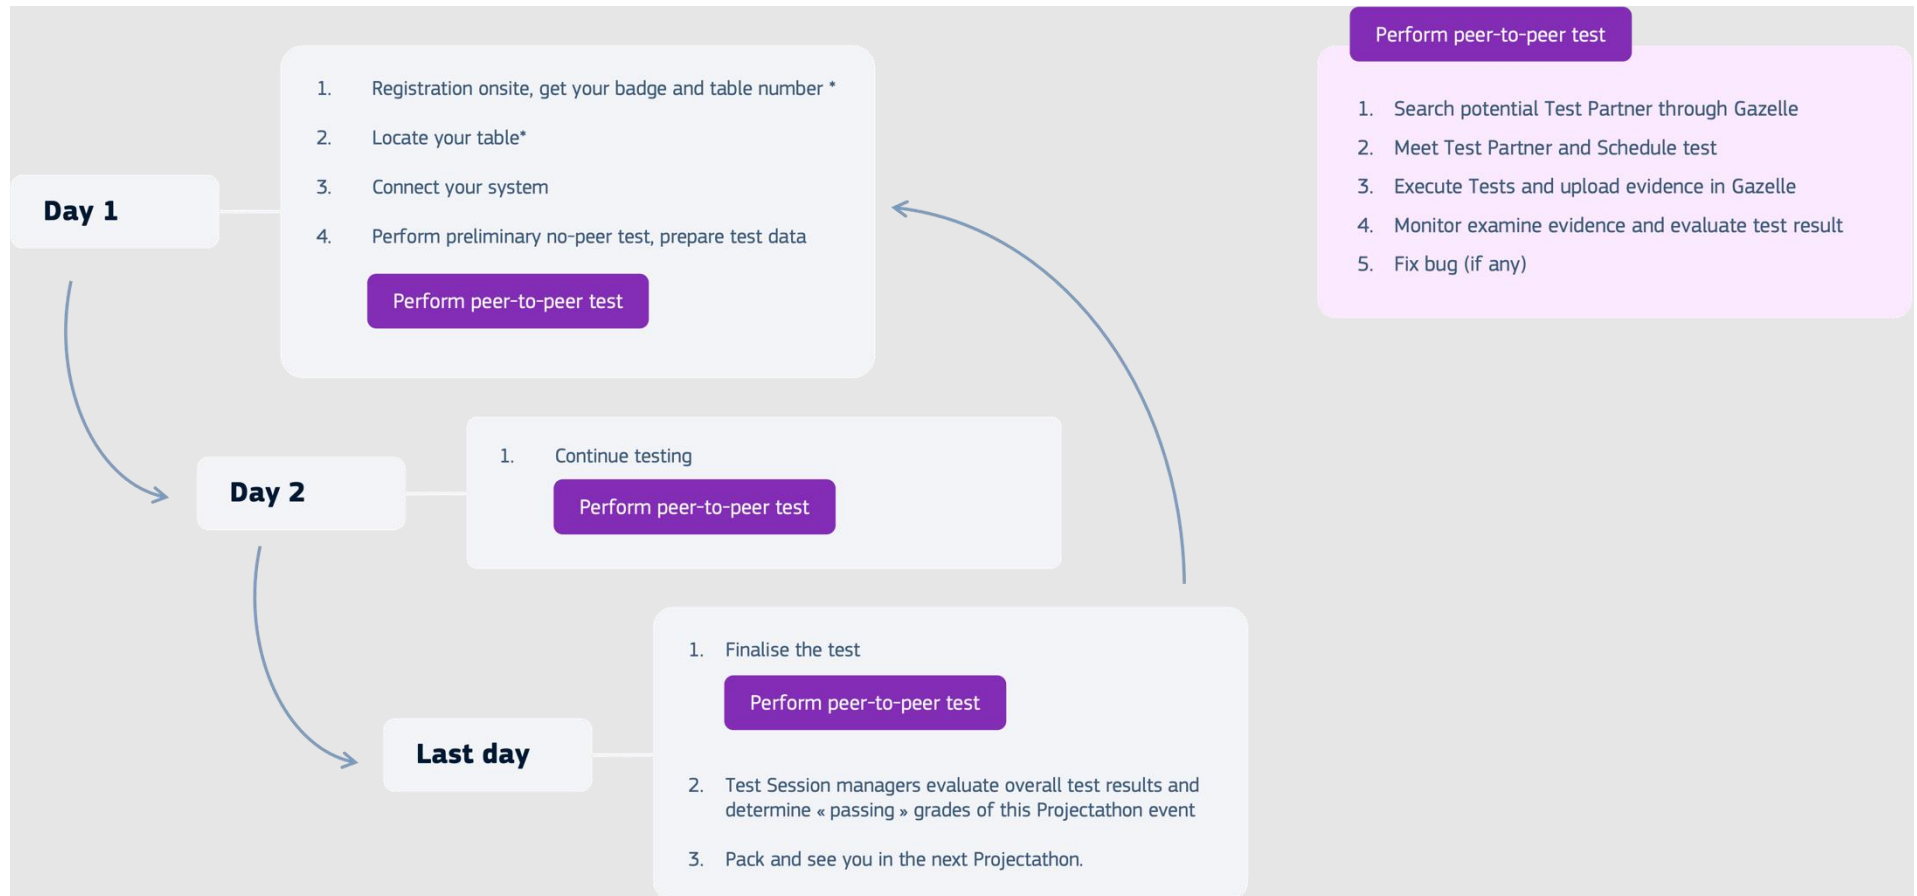 Day 1
1. Registration onsite, get your badge and table number *
2. Locate your table*
3. Connect your system
4. Perform preliminary no-peer test, prepare test data
Perform peer-to-peer test
Day 2
1. Continue testing
Perform peer-to-peer test
Last day
1. Finalise the test
Perform peer-to-peer test
2. Test Session managers evaluate overall test results and
determine « passing » grades of this Projectathon event
3. Pack and see you in the next Projectathon.
Perform peer-to-peer test
1. Search potential Test Partner through Gazelle
2. Meet Test Partner and Schedule test
3. Execute Tests and upload evidence in Gazelle
4. Monitor examine evidence and evaluate test result
5. Fix bug (if any)